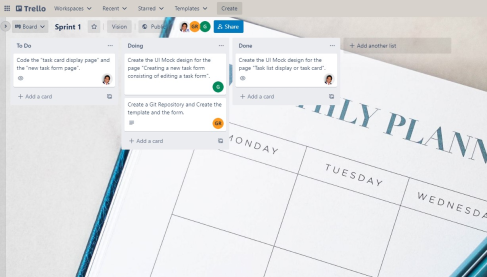 Trello Workspaces Recent Starred Templates Create
Board Sprint 1 Vision Publi GR G Share
To Do
Code the "task card display page" and
the "new task form page".
+ Add a card
Doing
Create the UI Mock design for the
page "Creating a new task form
consisting of editing a task form".
G
Create a Git Repository and Create the
template and the form.
GR
+ Add a card
Done
Create the UI Mock design for the
page "Task list display or task card".
+ Add a card
+ Add another list
HLY PLANN
MONDAY
TUESDAY
WEDNESDA